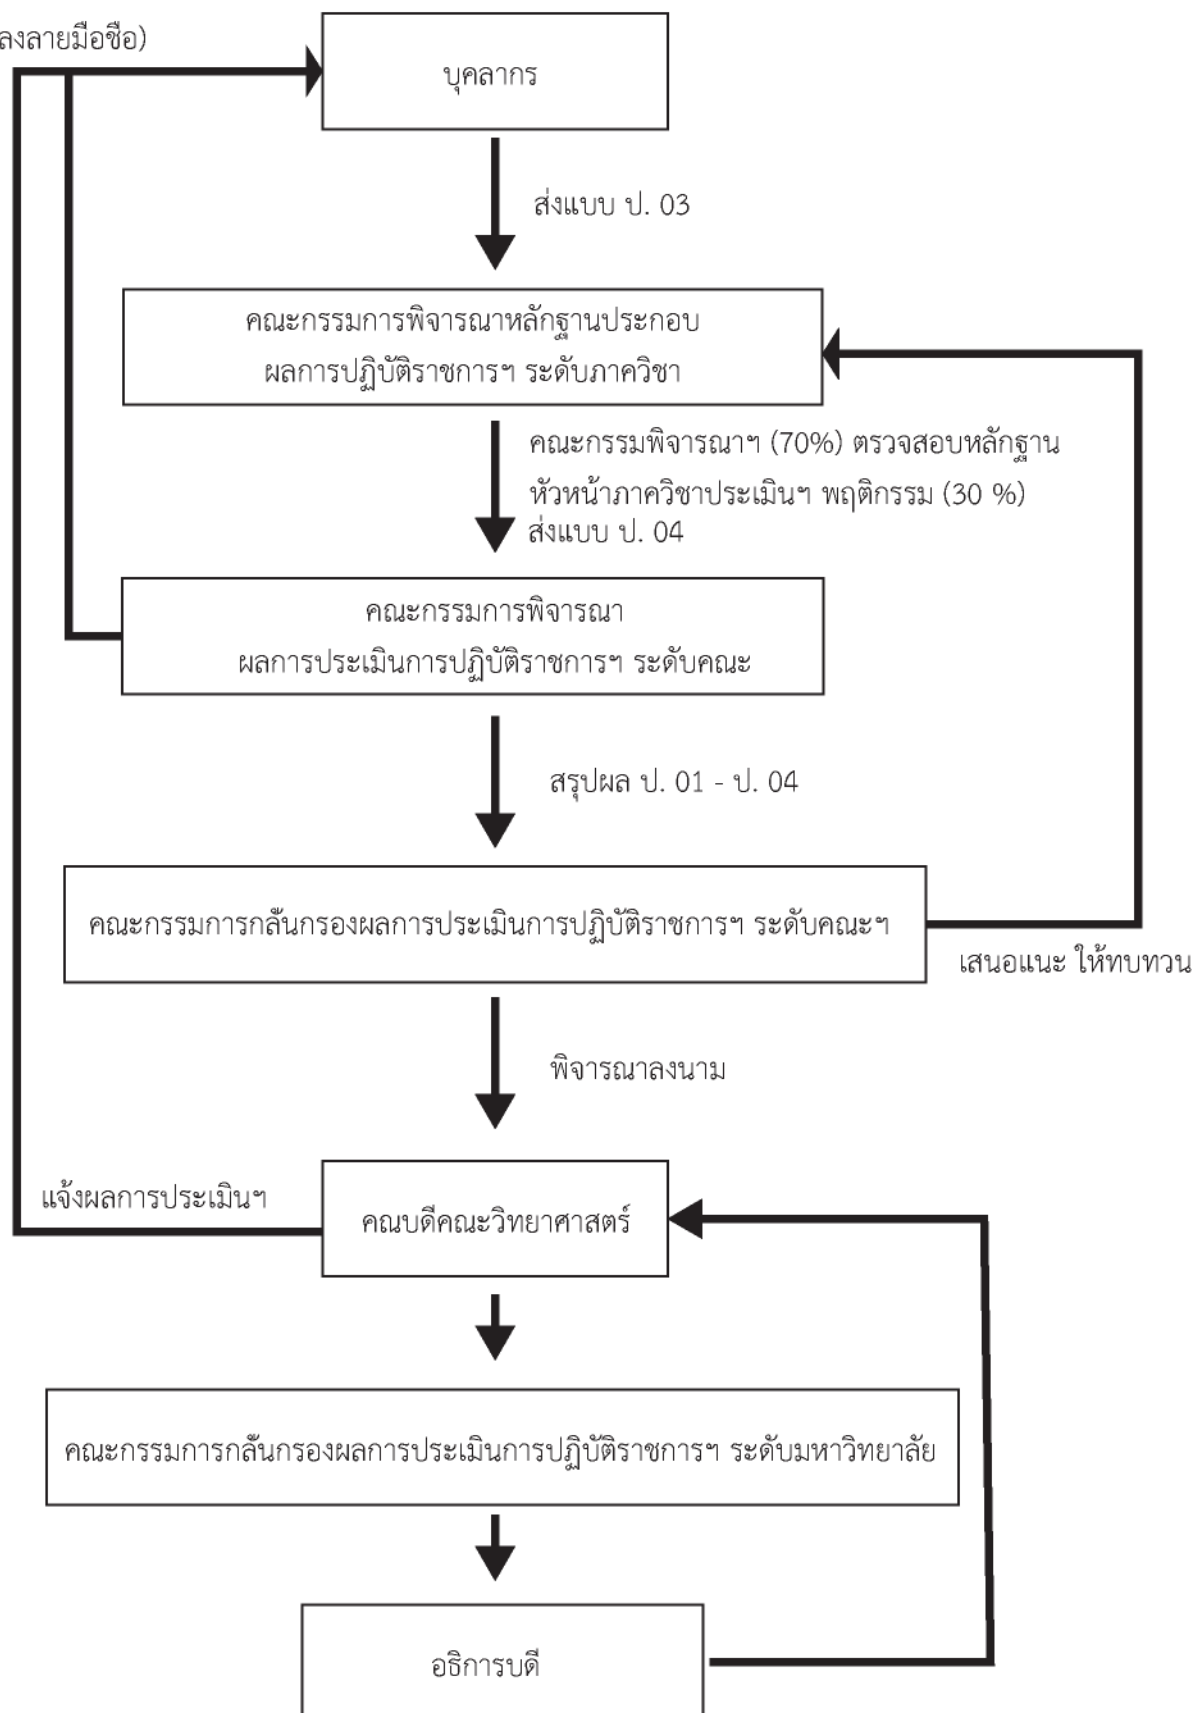 ลงลายมือชื่อ)
บุคลากร
ส่งแบบ ป. 03
คณะกรรมการพิจารณาหลักฐานประกอบ
ผลการปฏิบัติราชการฯ ระดับภาควิชา
คณะกรรมพิจารณาฯ (70%) ตรวจสอบหลักฐาน
หัวหน้าภาควิชาประเมินฯ พฤติกรรม (30 %)
ส่งแบบ ป. 04
คณะกรรมการพิจารณา
ผลการประเมินการปฏิบัติราชการฯ ระดับคณะ
สรุปผล ป. 01 - ป. 04
คณะกรรมการกลั่นกรองผลการประเมินการปฏิบัติราชการฯ ระดับคณะฯ
เสนอแนะ ให้ทบทวน
พิจารณาลงนาม
แจ้งผลการประเมินฯ
คณบดีคณะวิทยาศาสตร์
คณะกรรมการกลั่นกรองผลการประเมินการปฏิบัติราชการฯ ระดับมหาวิทยาลัย
อธิการบดี